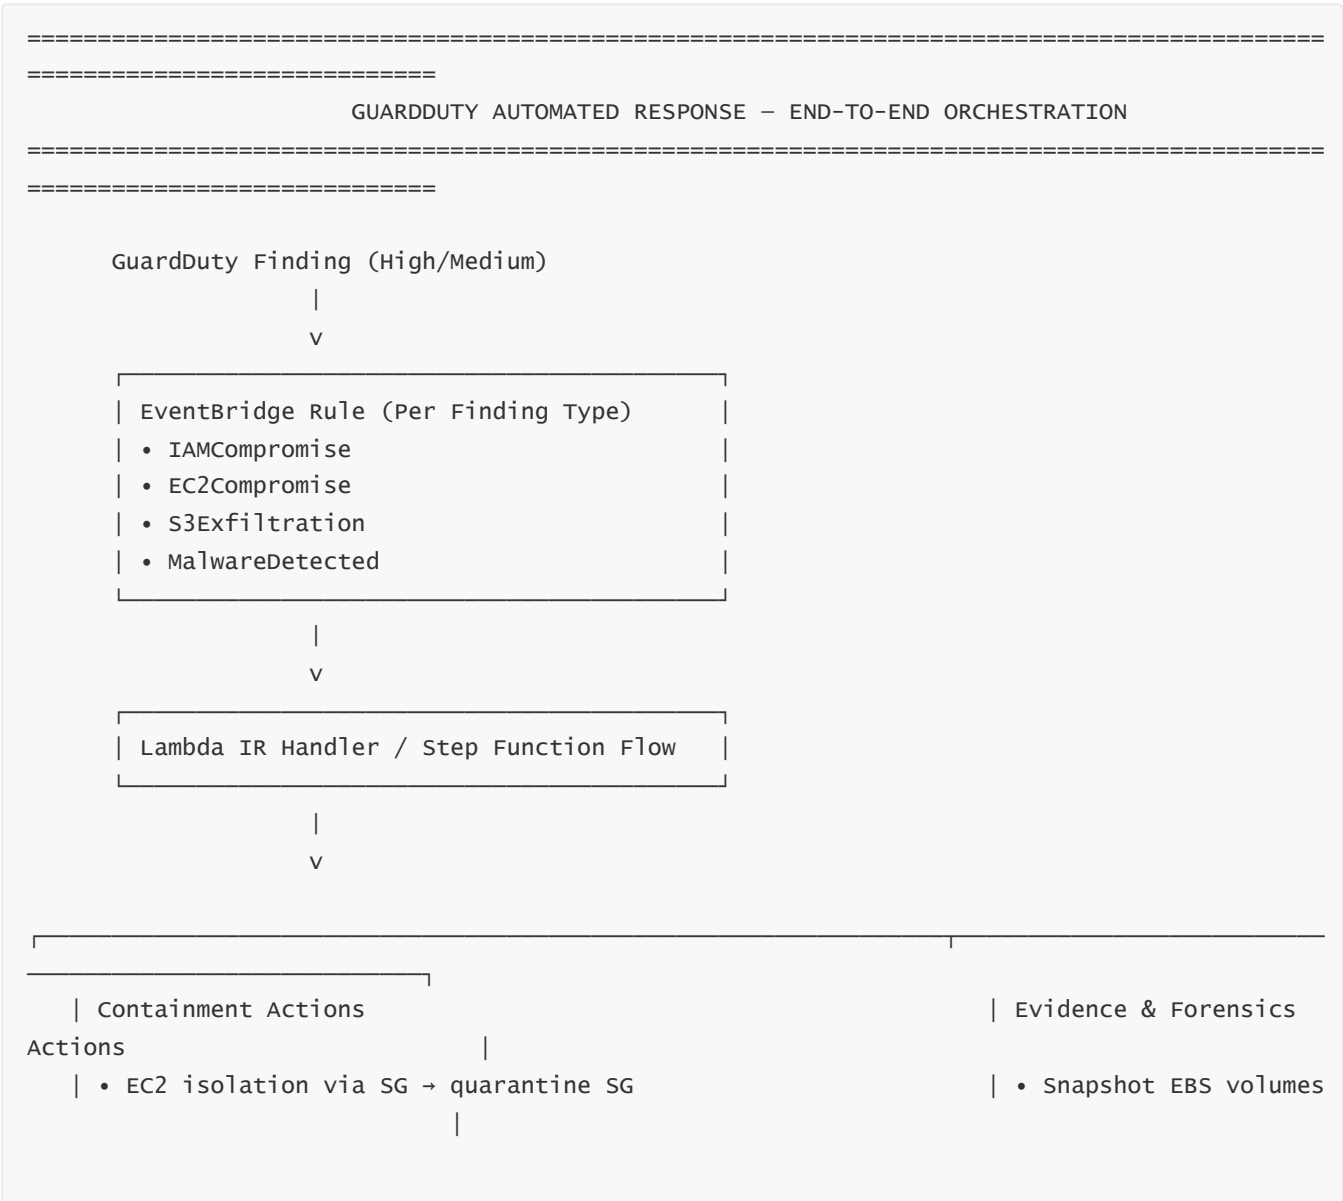 ============================================================================================
=============================
GUARDDUTY AUTOMATED RESPONSE — END-TO-END ORCHESTRATION
============================================================================================
=============================
GuardDuty Finding (High/Medium)
|
v
┌──────────────────────────────────────────┐
| EventBridge Rule (Per Finding Type) |
| • IAMCompromise |
| • EC2Compromise |
| • S3Exfiltration |
| • MalwareDetected |
└──────────────────────────────────────────┘
|
v
┌──────────────────────────────────────────┐
| Lambda IR Handler / Step Function Flow |
└──────────────────────────────────────────┘
|
v
┌────────────────────────────────────────────────────────────────┬──────────────────────────
────────────────────────────┐
| Containment Actions | Evidence & Forensics
Actions |
| • EC2 isolation via SG → quarantine SG | • Snapshot EBS volumes
|